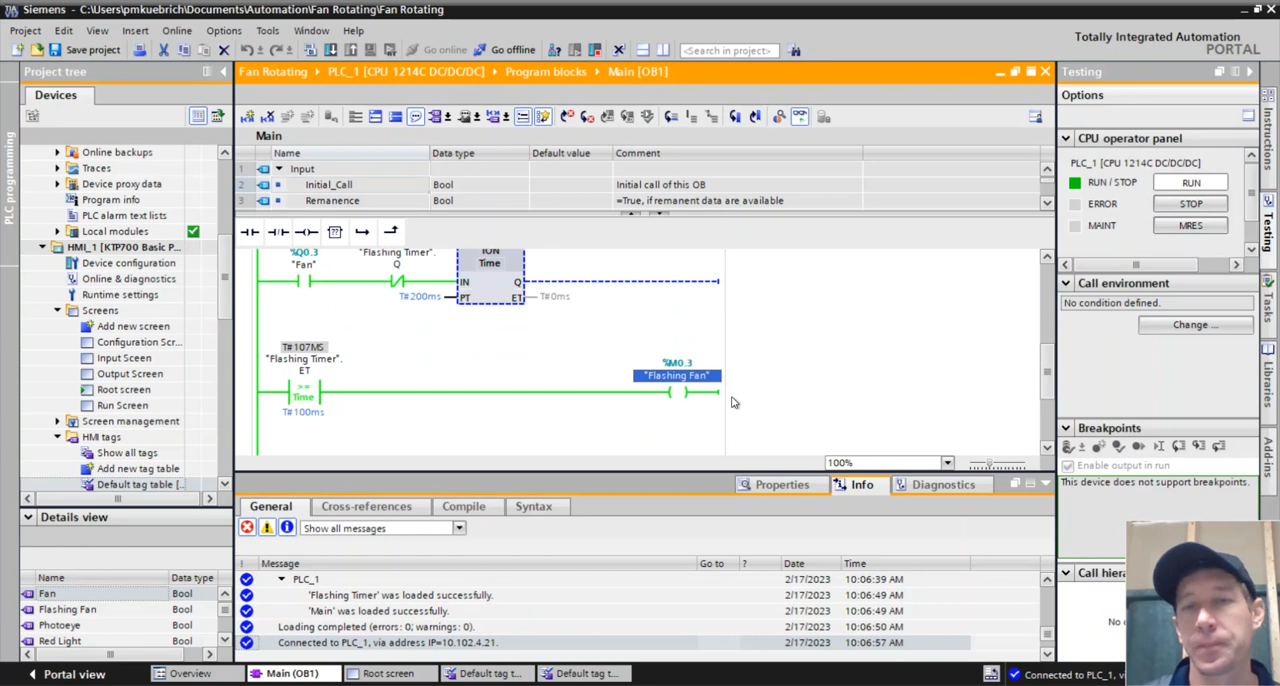 Siemens - C:\Users\pmkuebrich\Documents\Automation\Fan Rotating\Fan Rotating
Project Edit View Insert Online Options Tools Window Help
Totally Integrated Automation
PORTAL
Save project
Go online
Go offline
<Search in project>
Project tree
Fan Rotating
PLC_1 [CPU 1214C DC/DC/DC]
Program blocks
Main [OB1]
Testing
Devices
Options
PLC programming
Online backups
Traces
Device proxy data
Program info
PLC alarm text lists
Local modules
HMI_1 [KTP700 Basic P...
Device configuration
Online & diagnostics
Runtime settings
Screens
Add new screen
Configuration Scr...
Input Sceen
Output Screen
Root screen
Run Screen
Screen management
HMI tags
Show all tags
Add new tag table
Default tag table [...
Main
Name Data type Default value Comment
1 Input
2 Initial_Call Bool Initial call of this OB
3 Remanence Bool =True, if remanent data are available
%Q0.3
"Fan"
"Flashing Timer".
Q
TON
Time
IN Q
T#200ms PT ET T#0ms
T#107MS
"Flashing Timer".
ET
>=
Time
T#100ms
%M0.3
"Flashing Fan"
100%
CPU operator panel
PLC_1 [CPU 1214C DC/DC/DC]
RUN / STOP RUN
ERROR STOP
MAINT MRES
Call environment
No condition defined.
Change ...
Breakpoints
Enable output in run
This device does not support breakpoints.
Call hiera
Instructions
Testing
Tasks
Libraries
Add-ins
Properties Info Diagnostics
General Cross-references Compile Syntax
Show all messages
! Message Go to ? Date Time
PLC_1 2/17/2023 10:06:39 AM
'Flashing Timer' was loaded successfully. 2/17/2023 10:06:49 AM
'Main' was loaded successfully. 2/17/2023 10:06:49 AM
Loading completed (errors: 0; warnings: 0). 2/17/2023 10:06:50 AM
Connected to PLC_1, via address IP=10.102.4.21. 2/17/2023 10:06:57 AM
Details view
Name Data type
Fan Bool
Flashing Fan Bool
Photoeye Bool
Red Light Bool
Portal view
Overview
Main (OB1)
Root screen
Default tag t...
Default tag t...
Connected to PLC_1, via a